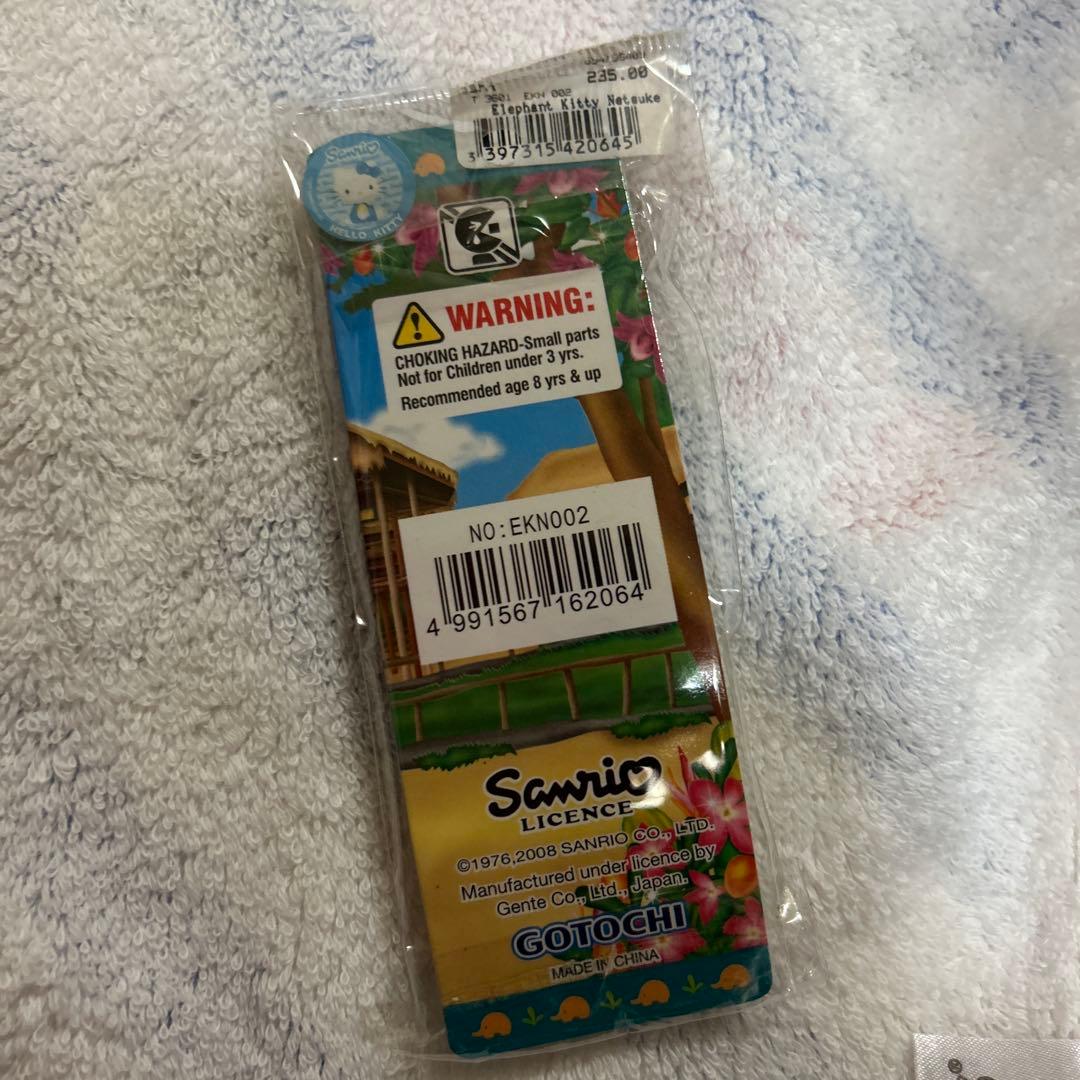 235.00
T 3601 EKN 002
Elephant Kitty Netsuke
3 397315 420645
Sanrio
HELLO KITTY
WARNING:
CHOKING HAZARD-Small parts
Not for Children under 3 yrs.
Recommended age 8 yrs & up
NO:EKN002
4 991567 162064
Sanrio
LICENCE
©1976,2008 SANRIO CO., LTD.
Manufactured under licence by
Gente Co., Ltd., Japan.
GOTOCHI
MADE IN CHINA